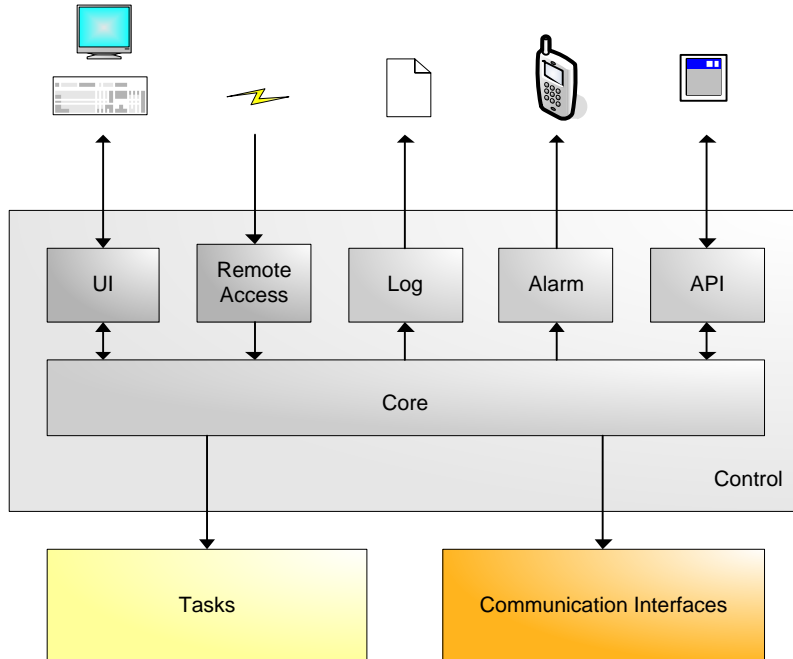 UI
Remote
Access
Log
Alarm
API
Core
Control
Tasks
Communication Interfaces